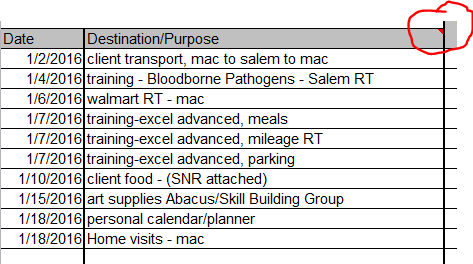 Date Destination/Purpose
1/2/2016 client transport, mac to salem to mac
1/4/2016 training - Bloodborne Pathogens - Salem RT
1/6/2016 walmart RT - mac
1/7/2016 training-excel advanced, meals
1/7/2016 training-excel advanced, mileage RT
1/7/2016 training-excel advanced, parking
1/10/2016 client food - (SNR attached)
1/15/2016 art supplies Abacus/Skill Building Group
1/18/2016 personal calendar/planner
1/18/2016 Home visits - mac